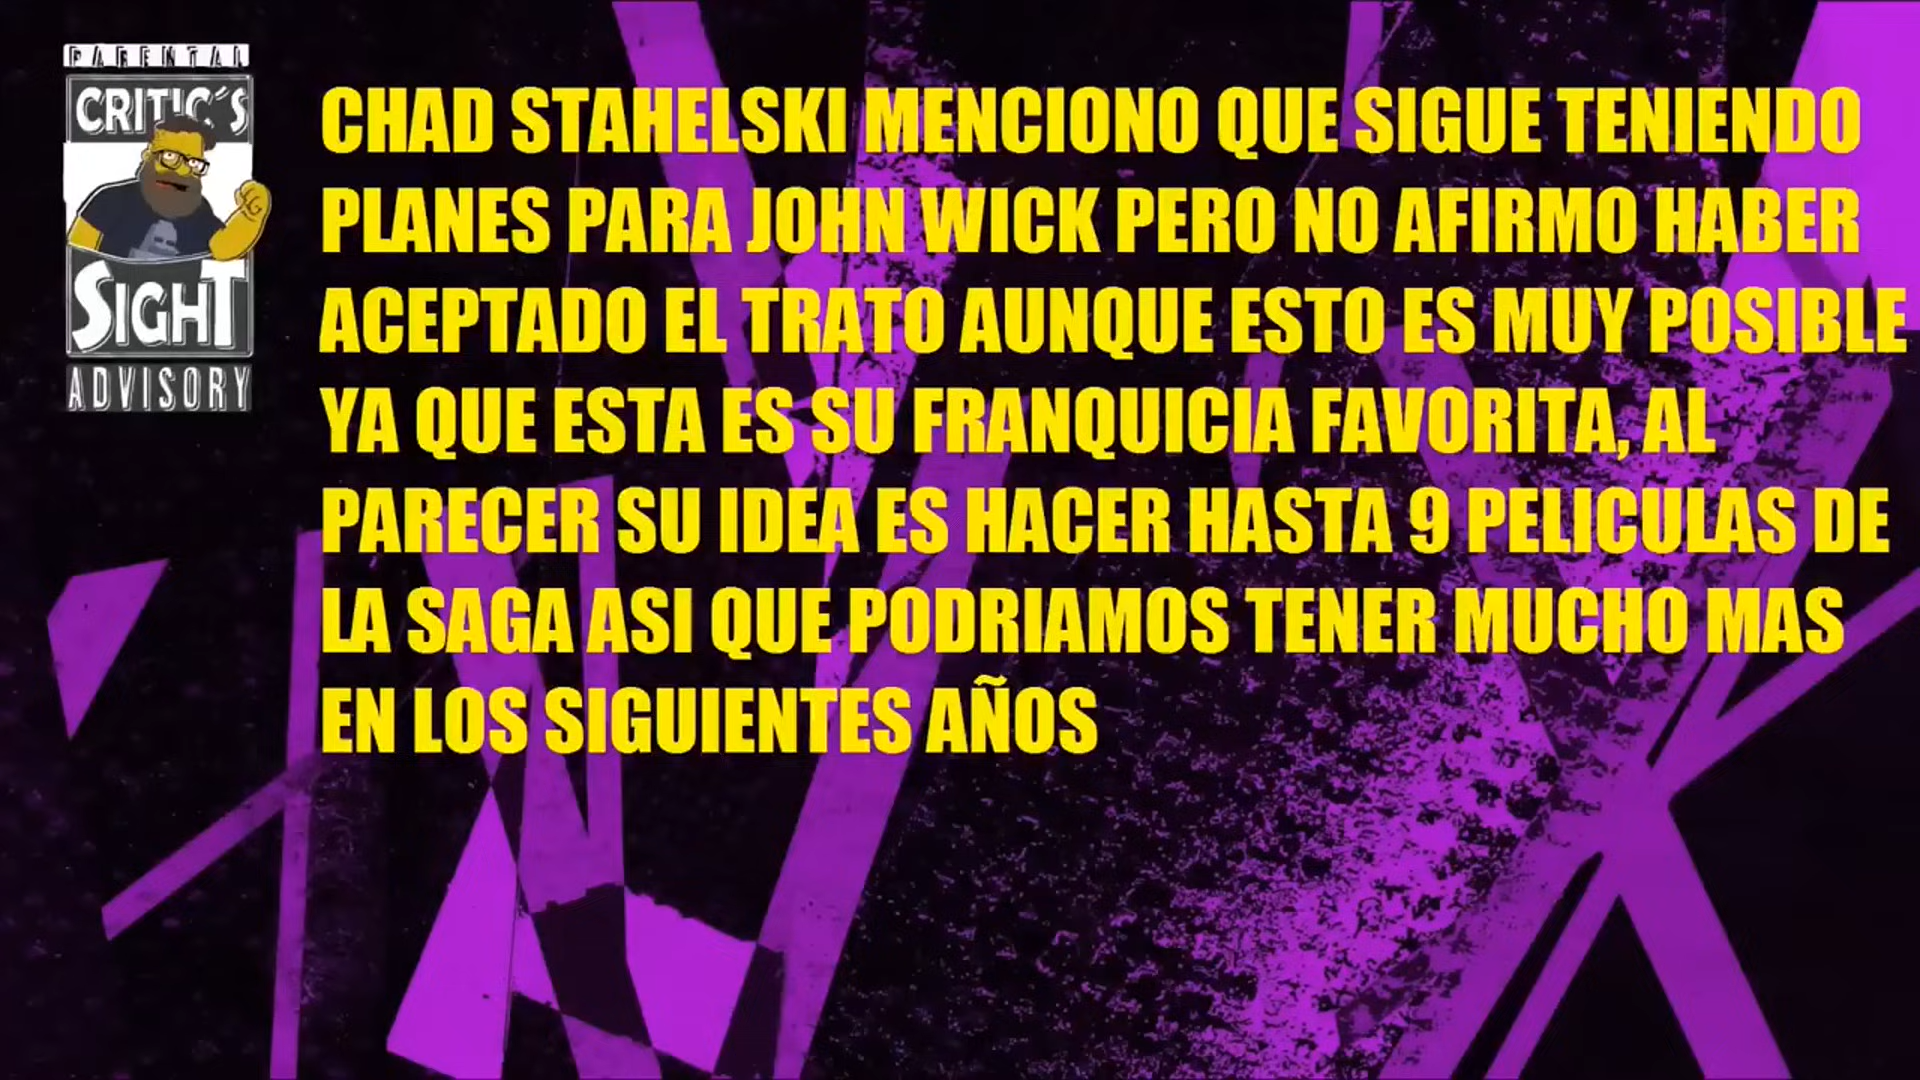 PARENTAL
CRITIC´S
SIGHT
ADVISORY
CHAD STAHELSKI MENCIONO QUE SIGUE TENIENDO
PLANES PARA JOHN WICK PERO NO AFIRMO HABER
ACEPTADO EL TRATO AUNQUE ESTO ES MUY POSIBLE
YA QUE ESTA ES SU FRANQUICIA FAVORITA, AL
PARECER SU IDEA ES HACER HASTA 9 PELICULAS DE
LA SAGA ASI QUE PODRIAMOS TENER MUCHO MAS
EN LOS SIGUIENTES AÑOS